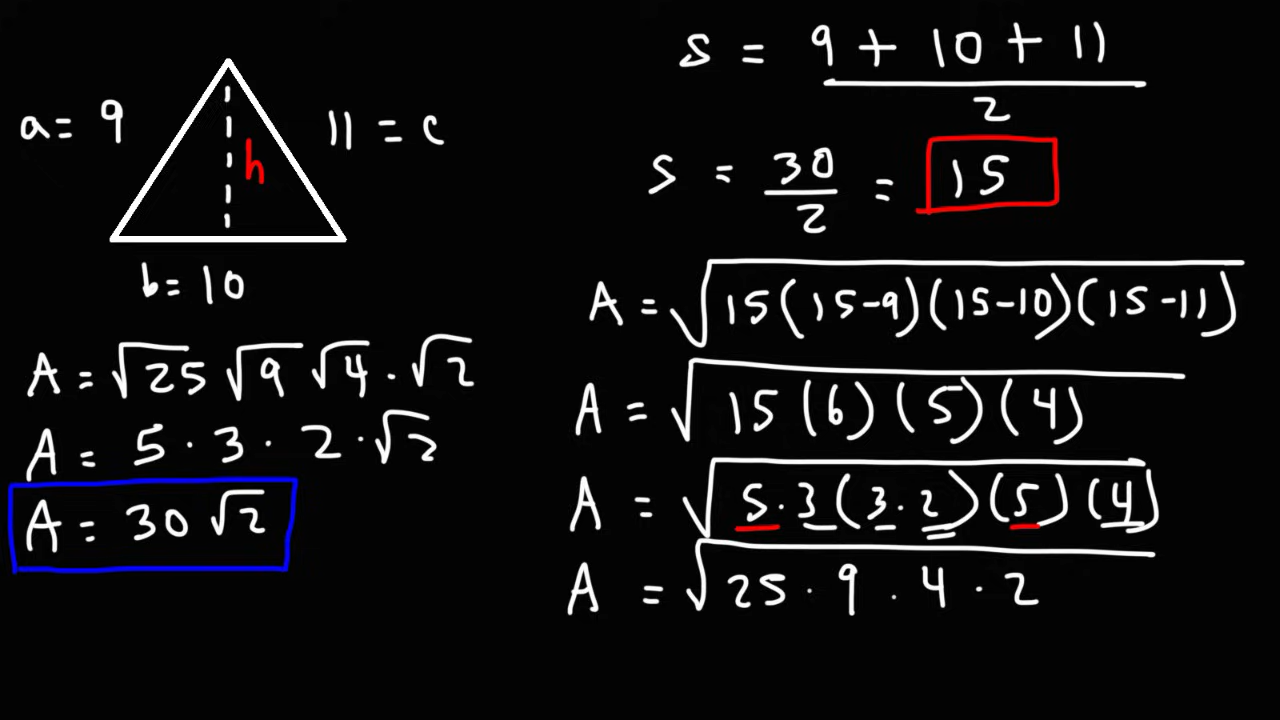 a = 9
h
11 = c
b = 10
A = √25 √9 √4 · √2
A = 5 · 3 · 2 · √2
A = 30 √2
s = (9 + 10 + 11)/2
s = 30/2 = 15
A = √(15(15-9)(15-10)(15-11))
A = √(15(6)(5)(4))
A = √(5·3(3·2)(5)(4))
A = √(25 · 9 · 4 · 2)